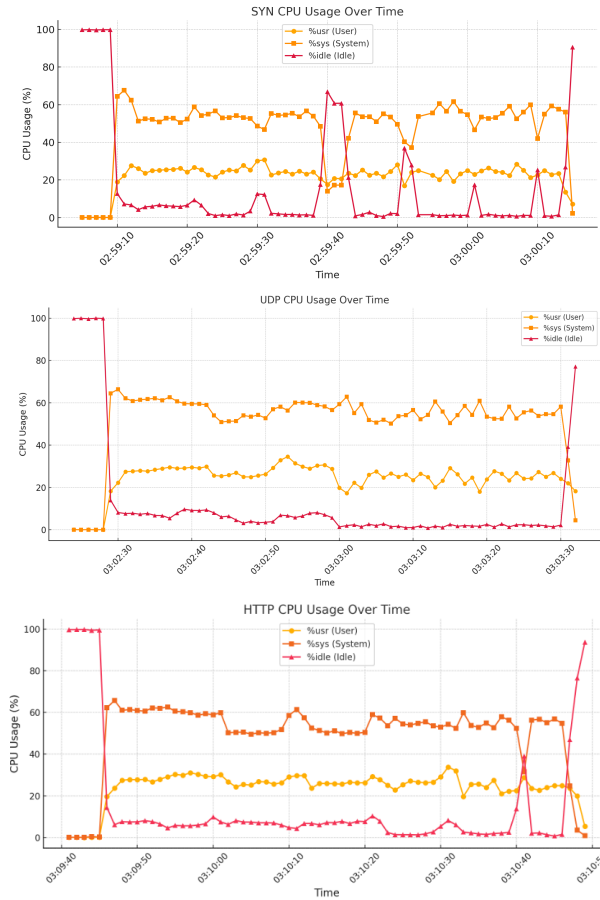 SYN CPU Usage Over Time
%usr (User)
%sys (System)
%idle (Idle)
CPU Usage (%)
100
80
60
40
20
0
02:59:10
02:59:20
02:59:30
02:59:40
02:59:50
03:00:00
03:00:10
Time
UDP CPU Usage Over Time
%usr (User)
%sys (System)
%idle (Idle)
CPU Usage (%)
100
80
60
40
20
0
03:02:30
03:02:40
03:02:50
03:03:00
03:03:10
03:03:20
03:03:30
Time
HTTP CPU Usage Over Time
%usr (User)
%sys (System)
%idle (Idle)
CPU Usage (%)
100
80
60
40
20
0
03:09:40
03:09:50
03:10:00
03:10:10
03:10:20
03:10:30
03:10:40
Time